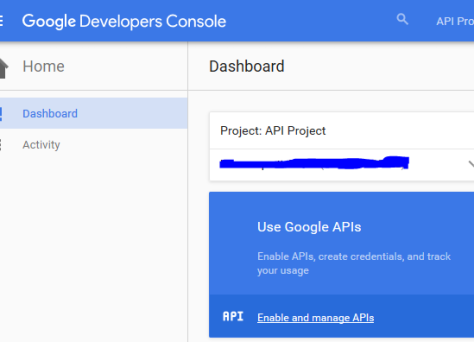 Google Developers Console
API Pro
Home
Dashboard
Dashboard
Activity
Project: API Project
Use Google APIs
Enable APIs, create credentials, and track
your usage
API
Enable and manage APIs